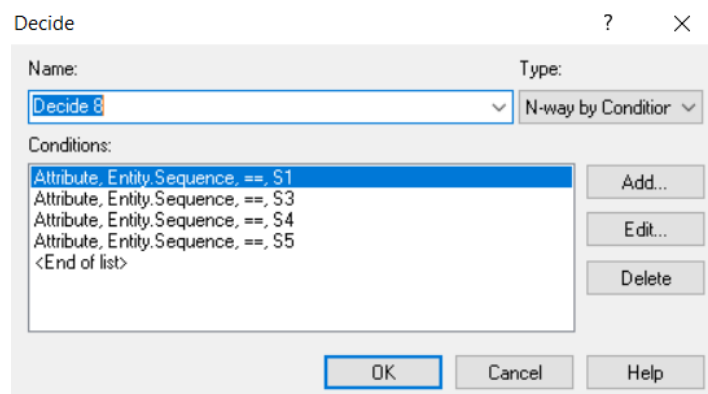 Decide ?
Name: Type:
Decide 8 N-way by Condition
Conditions:
Attribute, Entity.Sequence, ==, S1
Attribute, Entity.Sequence, ==, S3
Attribute, Entity.Sequence, ==, S4
Attribute, Entity.Sequence, ==, S5
<End of list>
Add...
Edit...
Delete
OK Cancel Help